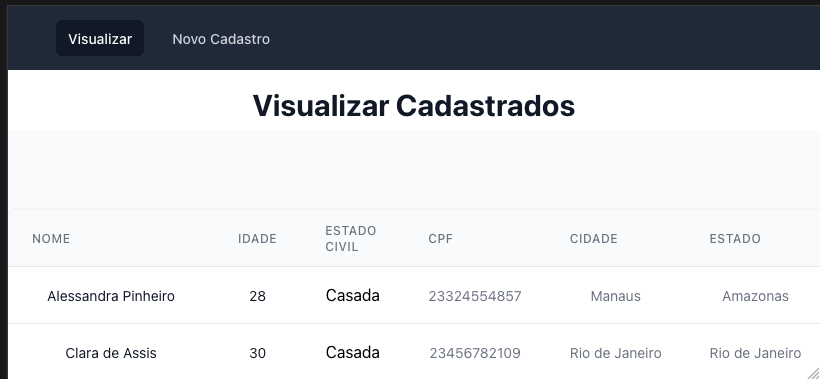 Visualizar Novo Cadastro
Visualizar Cadastrados
NOME IDADE ESTADO CIVIL CPF CIDADE ESTADO
Alessandra Pinheiro 28 Casada 23324554857 Manaus Amazonas
Clara de Assis 30 Casada 23456782109 Rio de Janeiro Rio de Janeiro